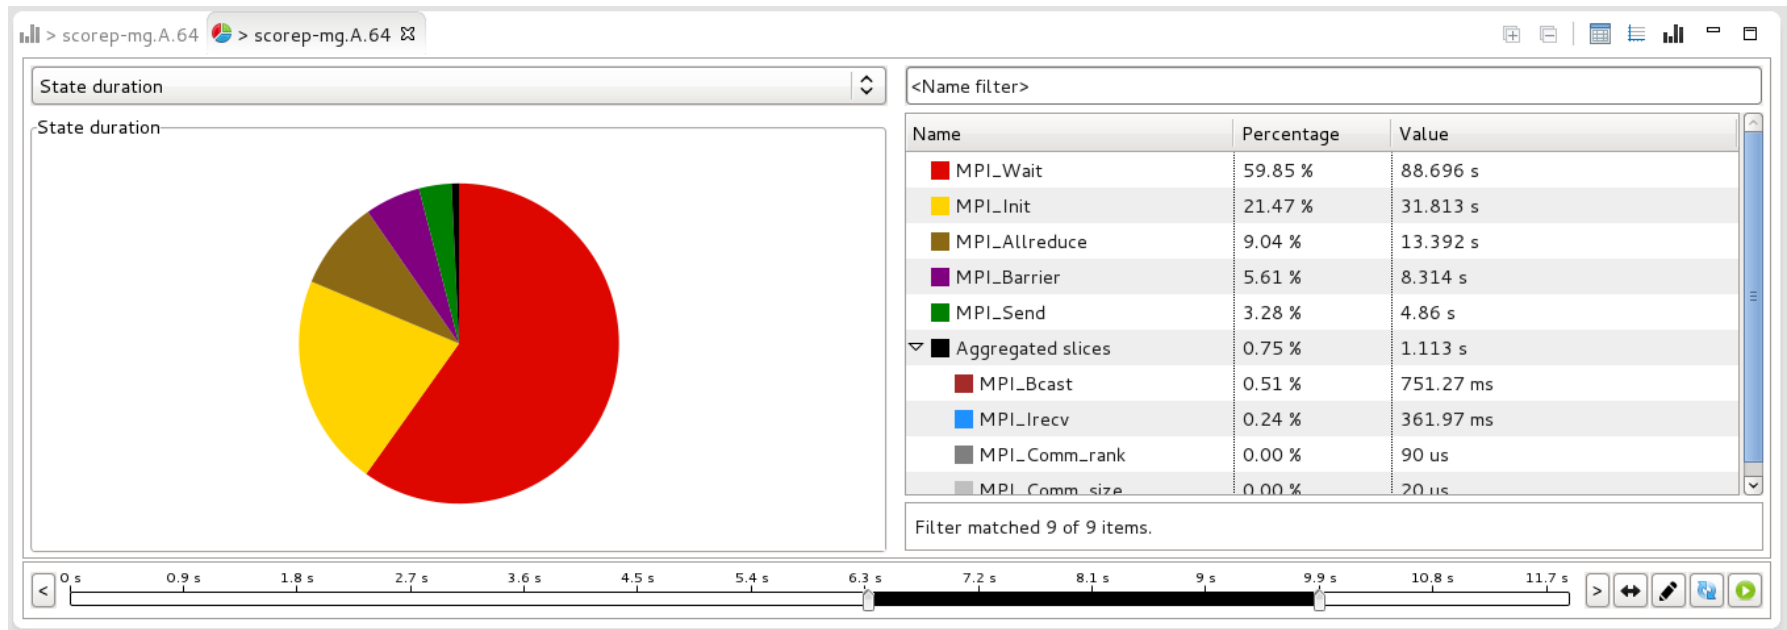 > scorep-mg.A.64 > scorep-mg.A.64
State duration
<Name filter>
State duration
Name Percentage Value
MPI_Wait 59.85 % 88.696 s
MPI_Init 21.47 % 31.813 s
MPI_Allreduce 9.04 % 13.392 s
MPI_Barrier 5.61 % 8.314 s
MPI_Send 3.28 % 4.86 s
Aggregated slices 0.75 % 1.113 s
MPI_Bcast 0.51 % 751.27 ms
MPI_Irecv 0.24 % 361.97 ms
MPI_Comm_rank 0.00 % 90 us
MPI_Comm_size 0.00 % 20 us
Filter matched 9 of 9 items.
< 0 s 0.9 s 1.8 s 2.7 s 3.6 s 4.5 s 5.4 s 6.3 s 7.2 s 8.1 s 9 s 9.9 s 10.8 s 11.7 s >